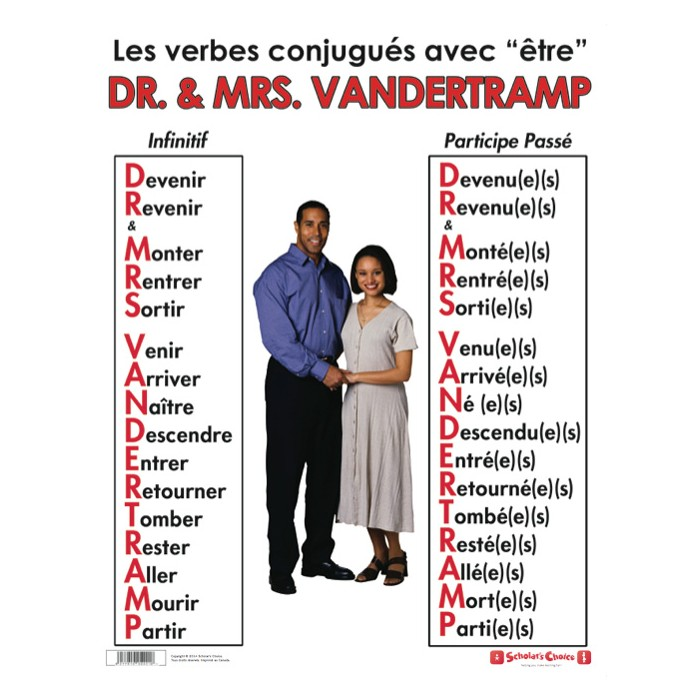 Les verbes conjugués avec “être”
DR. & MRS. VANDERTRAMP
Infinitif
Devenir
Revenir
&
Monter
Rentrer
Sortir
Venir
Arriver
Naître
Descendre
Entrer
Retourner
Tomber
Rester
Aller
Mourir
Partir
Participe Passé
Devenu(e)(s)
Revenu(e)(s)
&
Monté(e)(s)
Rentré(e)(s)
Sorti(e)(s)
Venu(e)(s)
Arrivé(e)(s)
Né (e)(s)
Descendu(e)(s)
Entré(e)(s)
Retourné(e)(s)
Tombé(e)(s)
Resté(e)(s)
Allé(e)(s)
Mort(e)(s)
Parti(e)(s)
Scholar's Choice